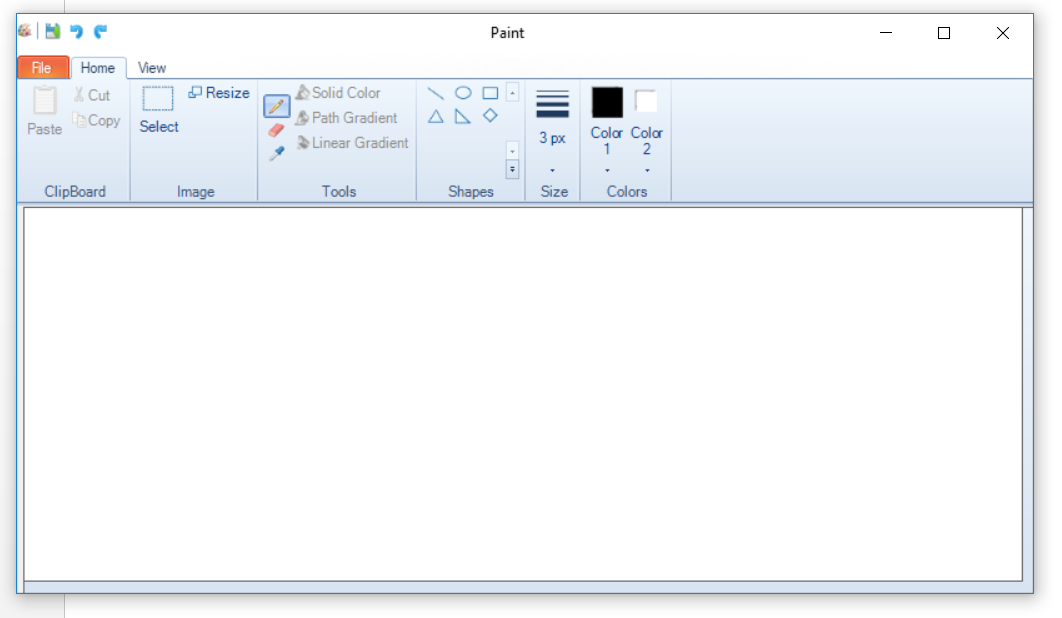 Paint
File Home View
Paste Cut Copy
Select Resize
Solid Color
Path Gradient
Linear Gradient
3 px
Color 1 Color 2
ClipBoard Image Tools Shapes Size Colors